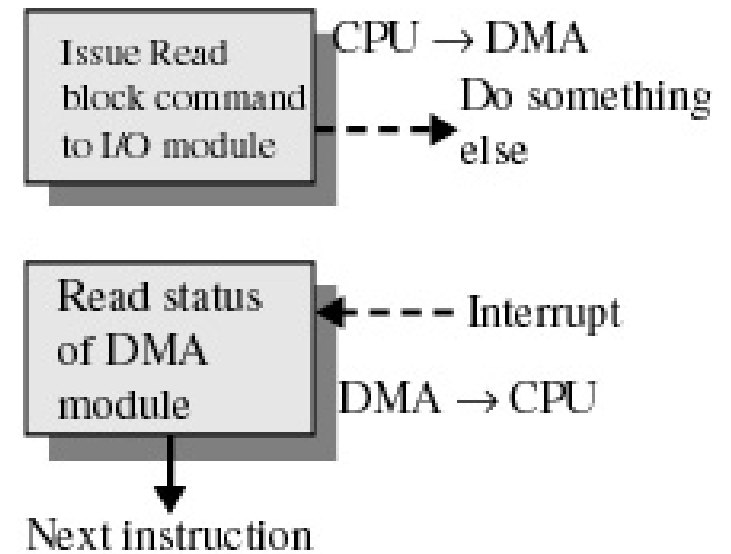 Issue Read
block command
to I/O module
CPU → DMA
Do something
else
Read status
of DMA
module
Interrupt
DMA → CPU
Next instruction